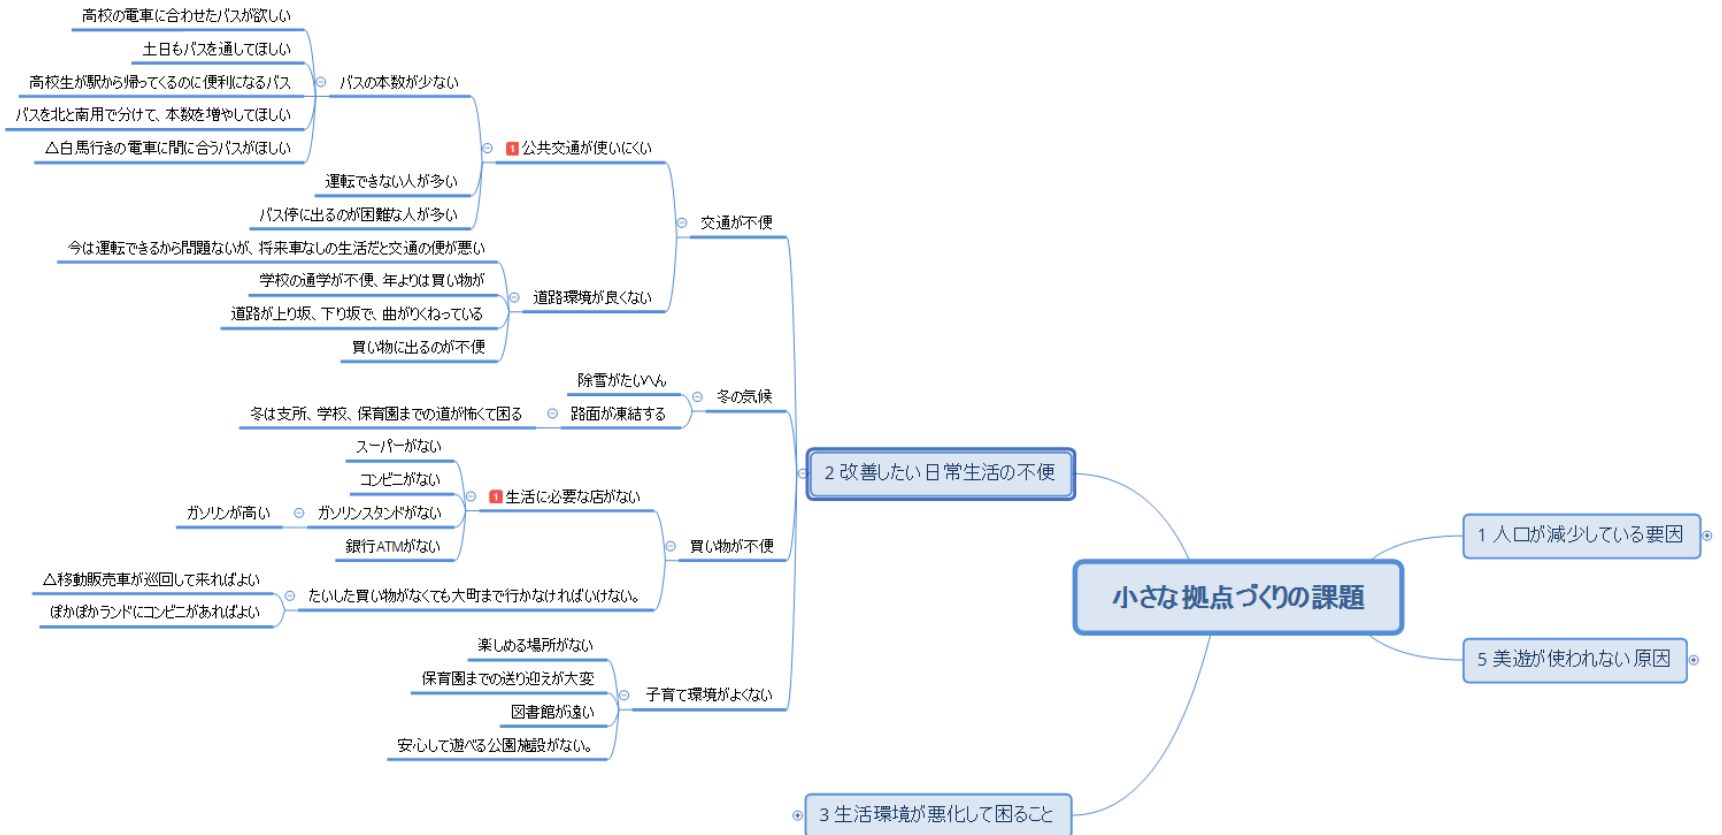 高校の電車に合わせたバスが欲しい
土日もバスを通してほしい
高校生が駅から帰ってくるのに便利になるバス
バスを北と南用で分けて、本数を増やしてほしい
△白馬行きの電車に間に合うバスがほしい
バスの本数が少ない
運転できない人が多い
バス停に出るのが困難な人が多い
1 公共交通が使いにくい
今は運転できるから問題ないが、将来車なしの生活だと交通の便が悪い
学校の通学が不便、年よりは買い物が
道路が上り坂、下り坂で、曲がりくねっている
買い物に出るのが不便
道路環境が良くない
交通が不便
除雪がたいへん
冬は支所、学校、保育園までの道が怖くて困る
路面が凍結する
冬の気候
スーパーがない
コンビニがない
ガソリンが高い
ガソリンスタンドがない
銀行ATMがない
1 生活に必要な店がない
△移動販売車が巡回して来ればよい
ぽかぽかランドにコンビニがあればよい
たいした買い物がなくても大町まで行かなければいけない。
買い物が不便
楽しめる場所がない
保育園までの送り迎えが大変
図書館が遠い
安心して遊べる公園施設がない。
子育て環境がよくない
2 改善したい日常生活の不便
3 生活環境が悪化して困ること
小さな拠点づくりの課題
1 人口が減少している要因
5 美遊が使われない原因